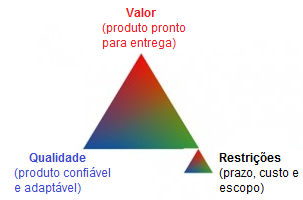 Valor
(produto pronto
para entrega)
Qualidade
(produto confiável
e adaptável)
Restrições
(prazo, custo e
escopo)